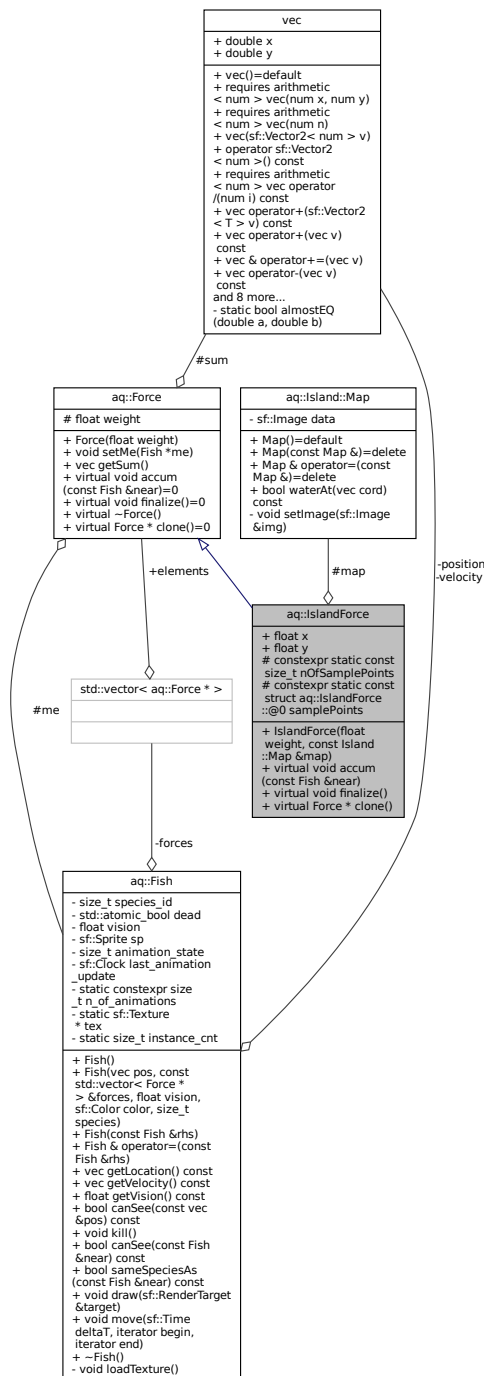 vec
+ double x
+ double y
+ vec()=default
+ requires arithmetic
< num > vec(num x, num y)
+ requires arithmetic
< num > vec(num n)
+ vec(sf::Vector2< num > v)
+ operator sf::Vector2
< num >() const
+ requires arithmetic
< num > vec operator
/(num i) const
+ vec operator+(sf::Vector2
< T > v) const
+ vec operator+(vec v)
const
+ vec & operator+=(vec v)
+ vec operator-(vec v)
const
and 8 more...
- static bool almostEQ
(double a, double b)
#sum
aq::Force
# float weight
+ Force(float weight)
+ void setMe(Fish *me)
+ vec getSum()
+ virtual void accum
(const Fish &near)=0
+ virtual void finalize()=0
+ virtual ~Force()
+ virtual Force * clone()=0
aq::Island::Map
- sf::Image data
+ Map()=default
+ Map(const Map &)=delete
+ Map & operator=(const
Map &)=delete
+ bool waterAt(vec cord)
const
- void setImage(sf::Image
&img)
-position
-velocity
+elements
#map
aq::IslandForce
+ float x
+ float y
# constexpr static const
size_t nOfSamplePoints
# constexpr static const
struct aq::IslandForce
::@0 samplePoints
+ IslandForce(float
weight, const Island
::Map &map)
+ virtual void accum
(const Fish &near)
+ virtual void finalize()
+ virtual Force * clone()
std::vector< aq::Force * >
#me
-forces
aq::Fish
- size_t species_id
- std::atomic_bool dead
- float vision
- sf::Sprite sp
- size_t animation_state
- sf::Clock last_animation
_update
- static constexpr size
_t n_of_animations
- static sf::Texture
* tex
- static size_t instance_cnt
+ Fish()
+ Fish(vec pos, const
std::vector< Force *
> &forces, float vision,
sf::Color color, size_t
species)
+ Fish(const Fish &rhs)
+ Fish & operator=(const
Fish &rhs)
+ vec getLocation() const
+ vec getVelocity() const
+ float getVision() const
+ bool canSee(const vec
&pos) const
+ void kill()
+ bool canSee(const Fish
&near) const
+ bool sameSpeciesAs
(const Fish &near) const
+ void draw(sf::RenderTarget
&target)
+ void move(sf::Time
deltaT, iterator begin,
iterator end)
+ ~Fish()
- void loadTexture()